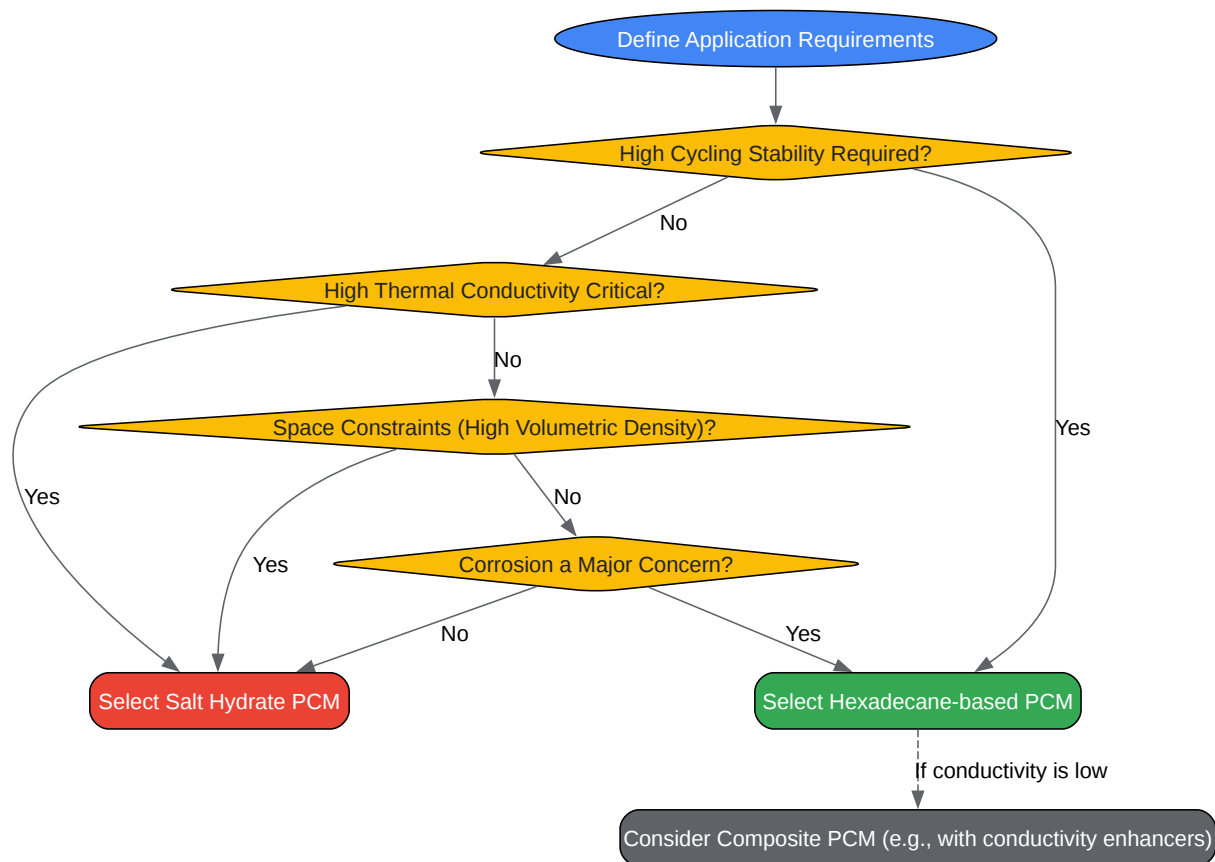 Define Application Requirements
High Cycling Stability Required?
No
High Thermal Conductivity Critical?
No
Space Constraints (High Volumetric Density)?
Yes
Yes
No
Yes
Corrosion a Major Concern?
No
Yes
Select Salt Hydrate PCM
Select Hexadecane-based PCM
If conductivity is low
Consider Composite PCM (e.g., with conductivity enhancers)